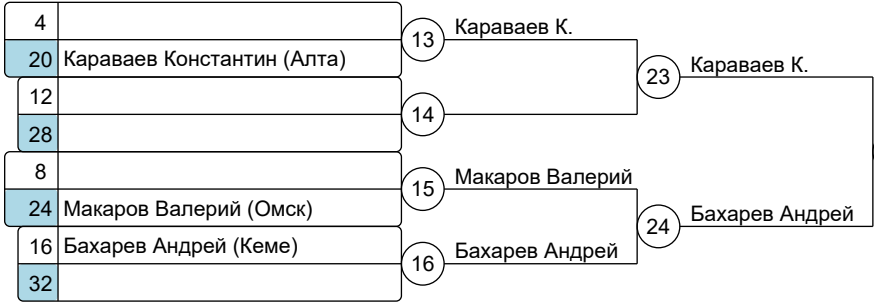 4
13 Караваев К.
20 Караваев Константин (Алта)
23 Караваев К.
12
14
28
8
15 Макаров Валерий
24 Макаров Валерий (Омск)
24 Бахарев Андрей
16 Бахарев Андрей (Кеме)
16 Бахарев Андрей
32